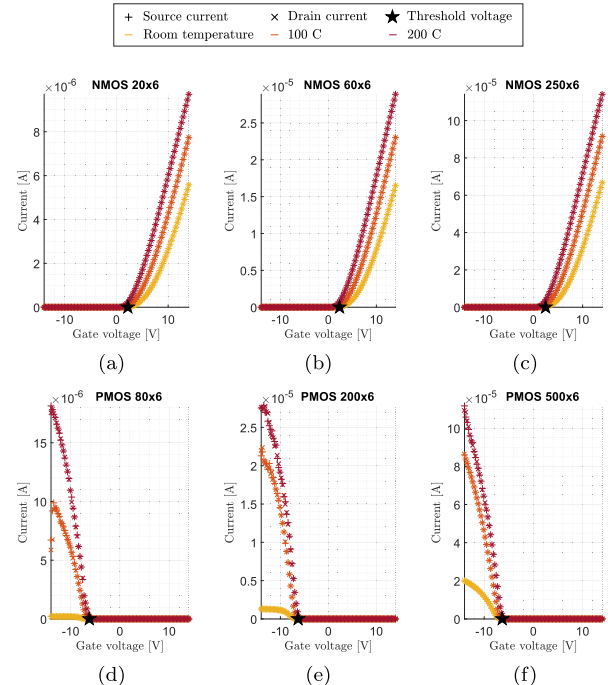 Source current Drain current Threshold voltage
Room temperature 100 C 200 C
×10⁻⁶ NMOS 20x6
8
6
4
2
0
Current [A]
-10 0 10
Gate voltage [V]
(a)
×10⁻⁵ NMOS 60x6
2.5
2
1.5
1
0.5
0
Current [A]
-10 0 10
Gate voltage [V]
(b)
×10⁻⁵ NMOS 250x6
10
8
6
4
2
0
Current [A]
-10 0 10
Gate voltage [V]
(c)
×10⁻⁶ PMOS 80x6
15
10
5
0
Current [A]
-10 0 10
Gate voltage [V]
(d)
×10⁻⁵ PMOS 200x6
2.5
2
1.5
1
0.5
0
Current [A]
-10 0 10
Gate voltage [V]
(e)
×10⁻⁵ PMOS 500x6
10
8
6
4
2
0
Current [A]
-10 0 10
Gate voltage [V]
(f)